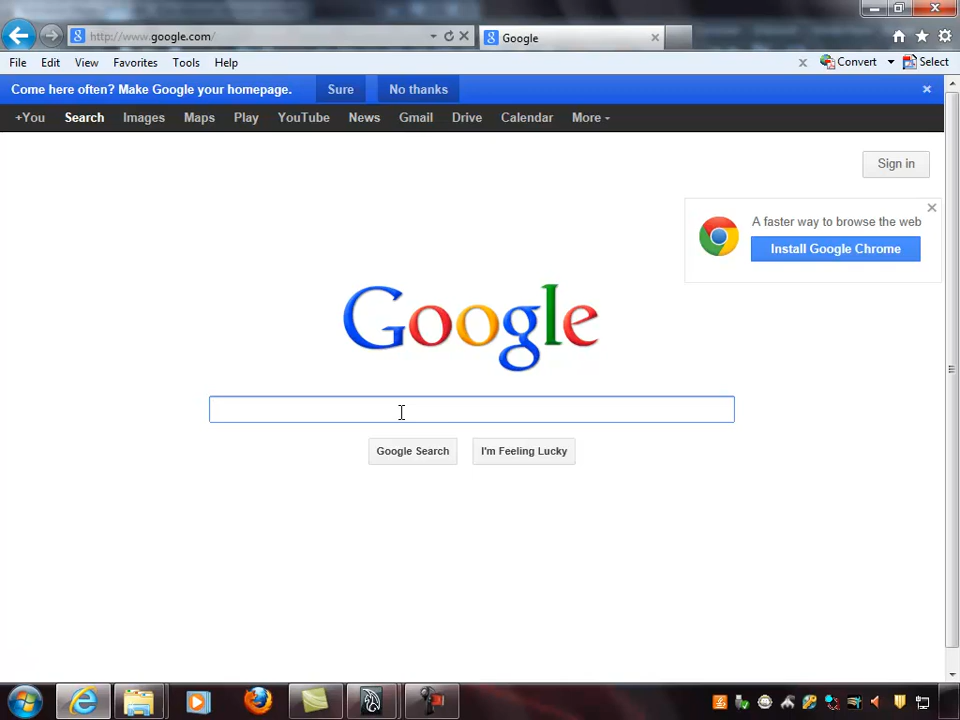 http://www.google.com/
Google
File Edit View Favorites Tools Help
Convert Select
Come here often? Make Google your homepage. Sure No thanks
+You Search Images Maps Play YouTube News Gmail Drive Calendar More
Sign in
A faster way to browse the web
Install Google Chrome
Google
Google Search I'm Feeling Lucky